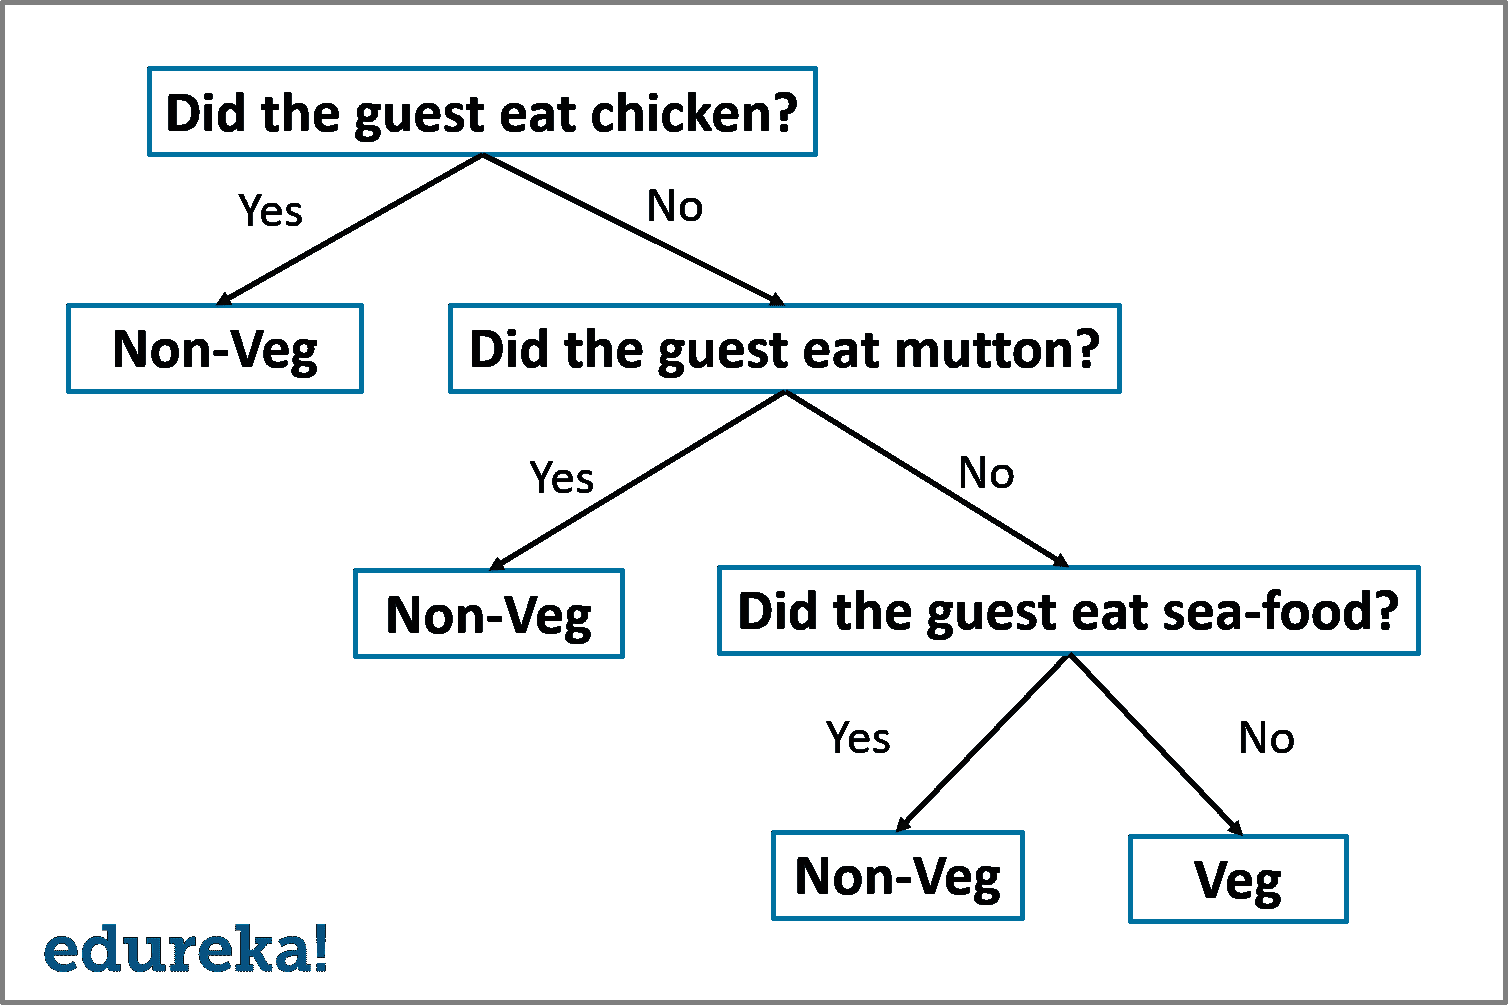 Did the guest eat chicken?
Yes
No
Non-Veg
Did the guest eat mutton?
Yes
No
Non-Veg
Did the guest eat sea-food?
Yes
No
Non-Veg
Veg
edureka!